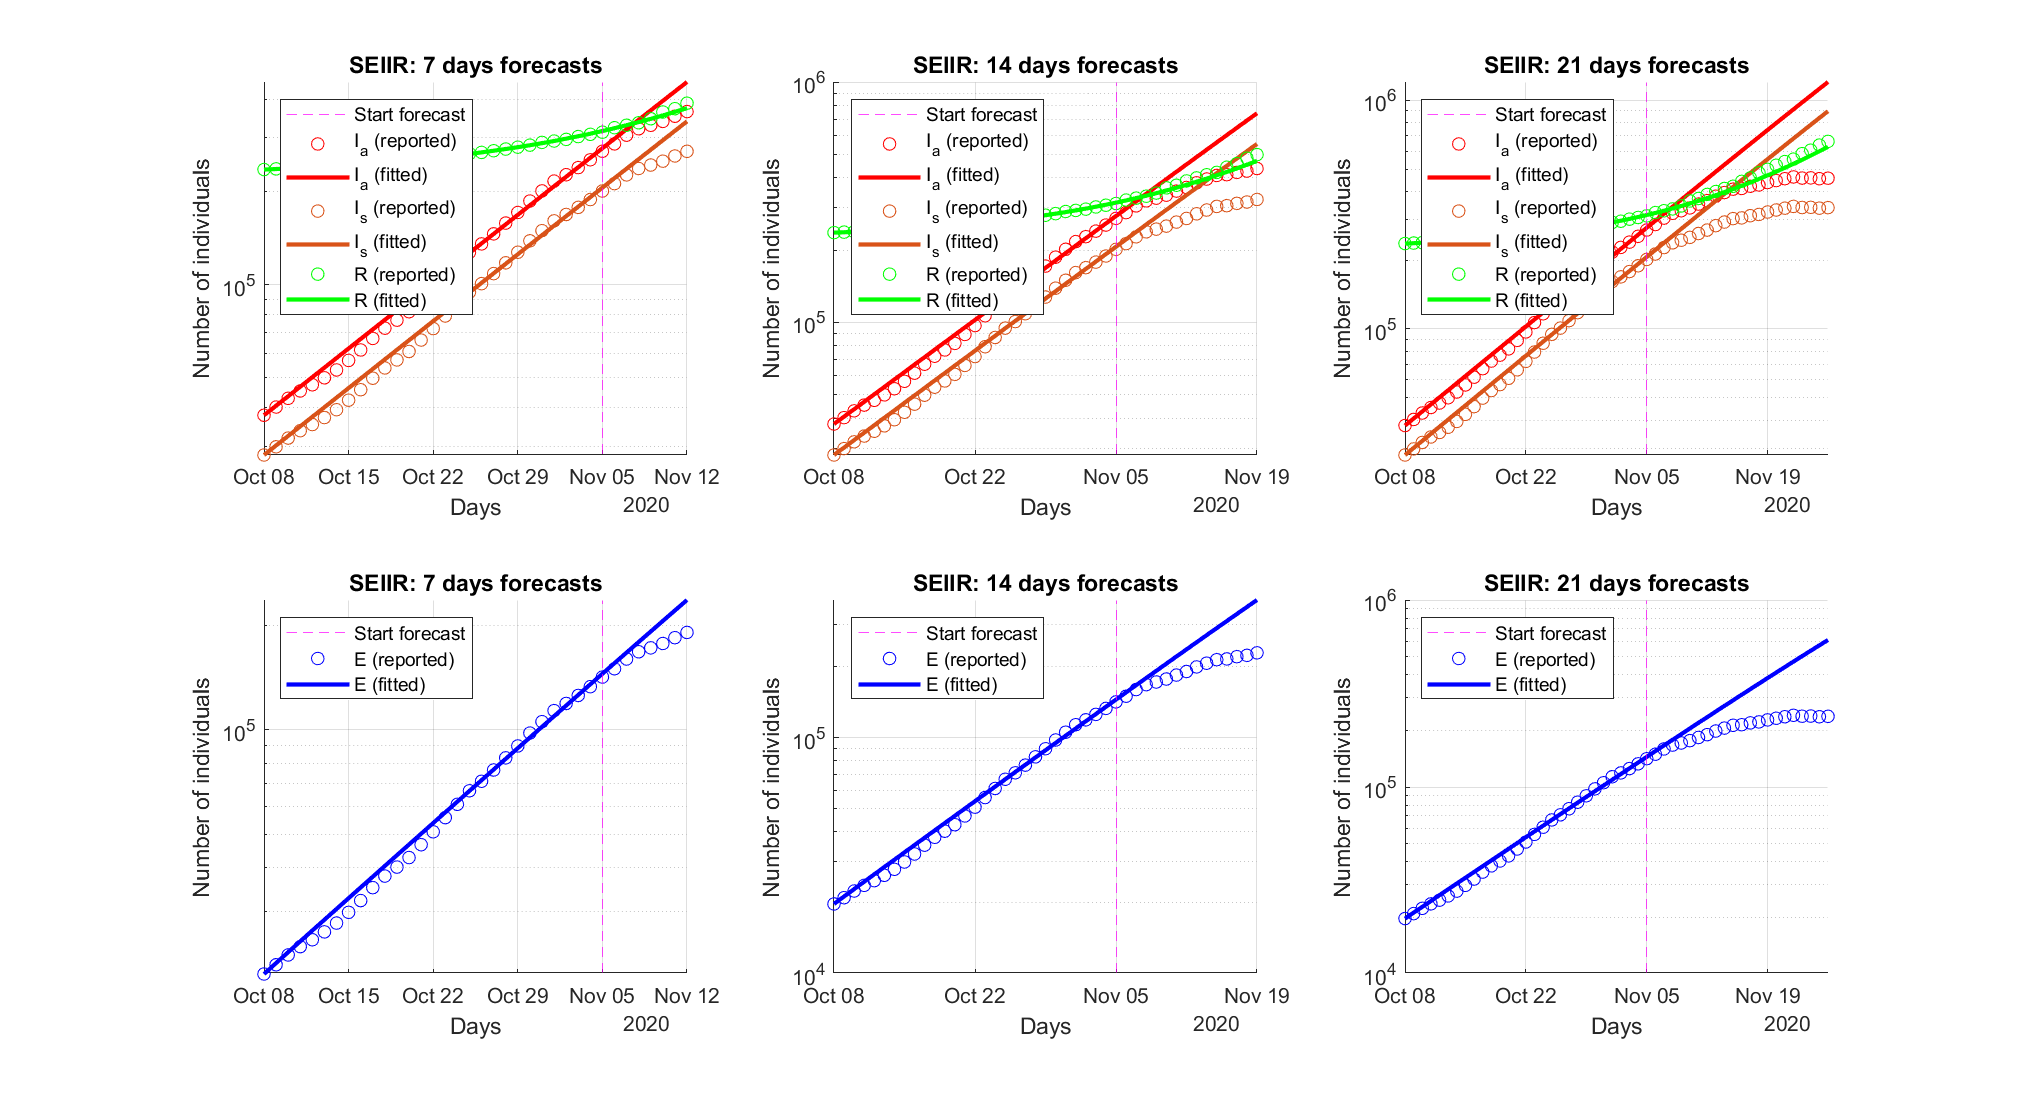 SEIIR: 7 days forecasts
Number of individuals
10^5
Start forecast
I_a (reported)
I_a (fitted)
I_s (reported)
I_s (fitted)
R (reported)
R (fitted)
Oct 08 Oct 15 Oct 22 Oct 29 Nov 05 Nov 12
Days
2020
SEIIR: 14 days forecasts
Number of individuals
10^6
10^5
Start forecast
I_a (reported)
I_a (fitted)
I_s (reported)
I_s (fitted)
R (reported)
R (fitted)
Oct 08 Oct 22 Nov 05 Nov 19
Days
2020
SEIIR: 21 days forecasts
Number of individuals
10^6
10^5
Start forecast
I_a (reported)
I_a (fitted)
I_s (reported)
I_s (fitted)
R (reported)
R (fitted)
Oct 08 Oct 22 Nov 05 Nov 19
Days
2020
SEIIR: 7 days forecasts
Number of individuals
10^5
Start forecast
E (reported)
E (fitted)
Oct 08 Oct 15 Oct 22 Oct 29 Nov 05 Nov 12
Days
2020
SEIIR: 14 days forecasts
Number of individuals
10^5
10^4
Start forecast
E (reported)
E (fitted)
Oct 08 Oct 22 Nov 05 Nov 19
Days
2020
SEIIR: 21 days forecasts
Number of individuals
10^6
10^5
10^4
Start forecast
E (reported)
E (fitted)
Oct 08 Oct 22 Nov 05 Nov 19
Days
2020